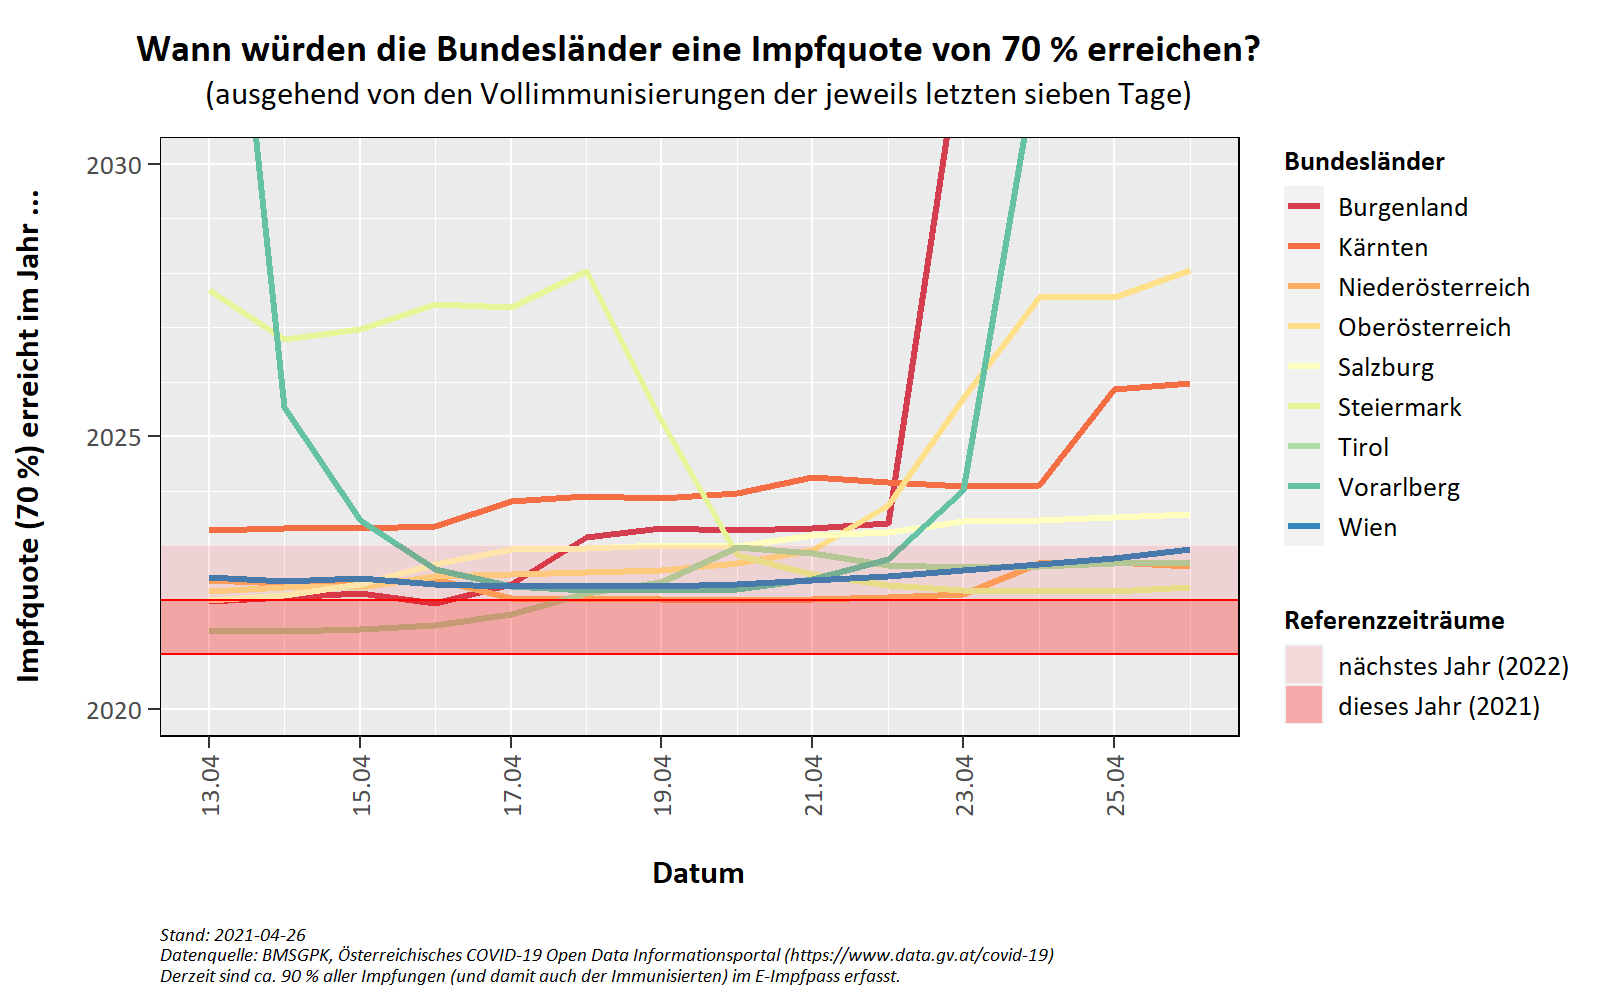 Wann würden die Bundesländer eine Impfquote von 70 % erreichen?
(ausgehend von den Vollimmunisierungen der jeweils letzten sieben Tage)
Impfquote (70 %) erreicht im Jahr ...
2030
2025
2020
13.04
15.04
17.04
19.04
21.04
23.04
25.04
Datum
Bundesländer
Burgenland
Kärnten
Niederösterreich
Oberösterreich
Salzburg
Steiermark
Tirol
Vorarlberg
Wien
Referenzzeiträume
nächstes Jahr (2022)
dieses Jahr (2021)
Stand: 2021-04-26
Datenquelle: BMSGPK, Österreichisches COVID-19 Open Data Informationsportal (https://www.data.gv.at/covid-19)
Derzeit sind ca. 90 % aller Impfungen (und damit auch der Immunisierten) im E-Impfpass erfasst.